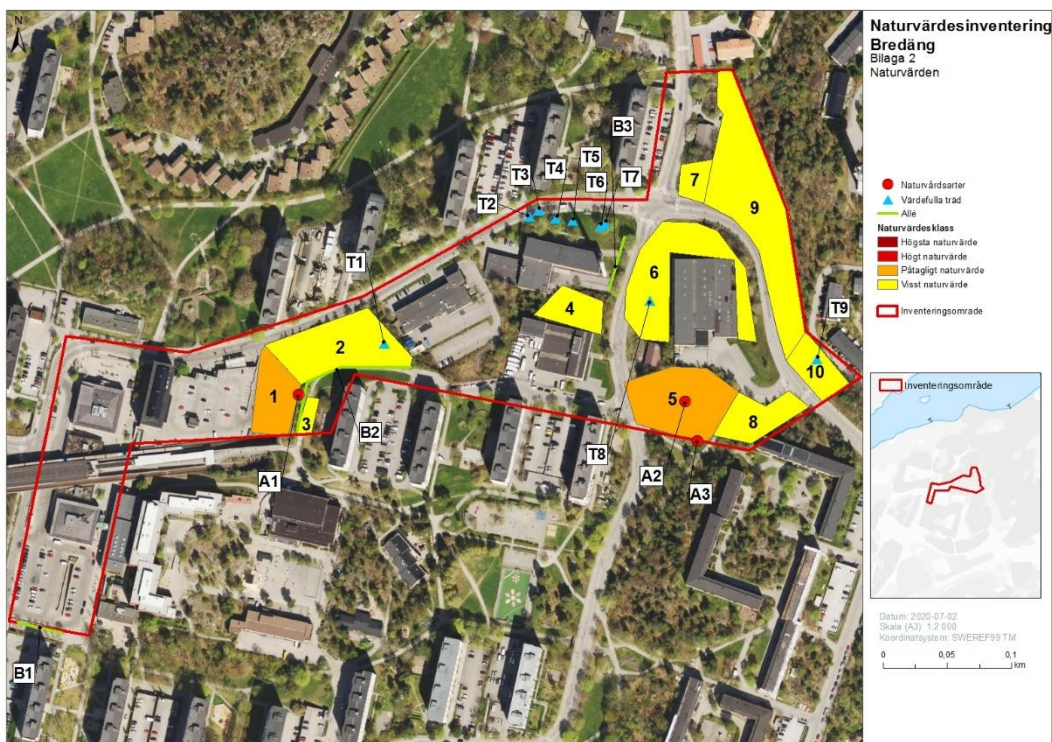 Naturvärdesinventering
Bredäng
Bilaga 2
Naturvärden
N
B3
T5
T4
T3
T6
T7
T2
7
9
T1
6
4
T9
2
10
1
5
3
8
B2
T8
A2
A1
A3
B1
Naturvårdsarter
Värdefulla träd
Allé
Naturvärdesklass
Högsta naturvärde
Högt naturvärde
Påtagligt naturvärde
Visst naturvärde
Inventeringsområde
Inventeringsområde
Datum: 2020-07-02
Skala (A3): 1:2 000
Koordinatsystem: SWEREF99 TM
0 0,05 0,1
km